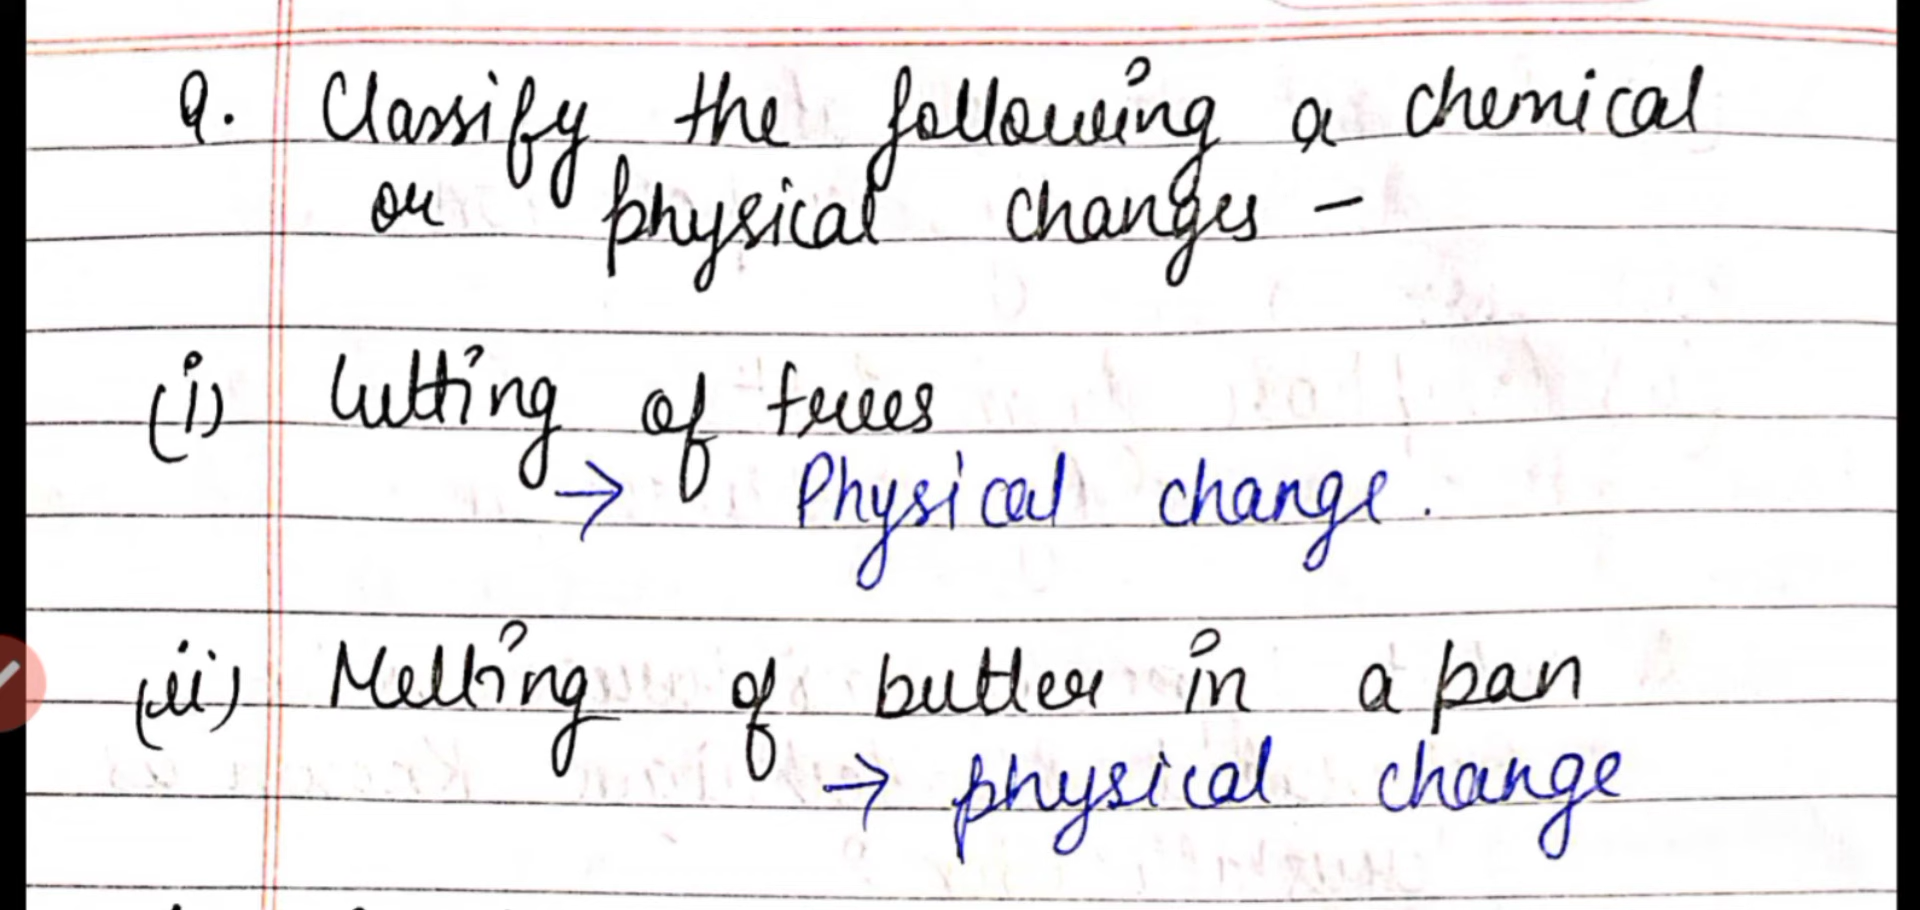 Q. Classify the following a chemical
or physical changes -
(i) Cutting of trees
→ Physical change.
(ii) Melting of butter in a pan
→ physical change